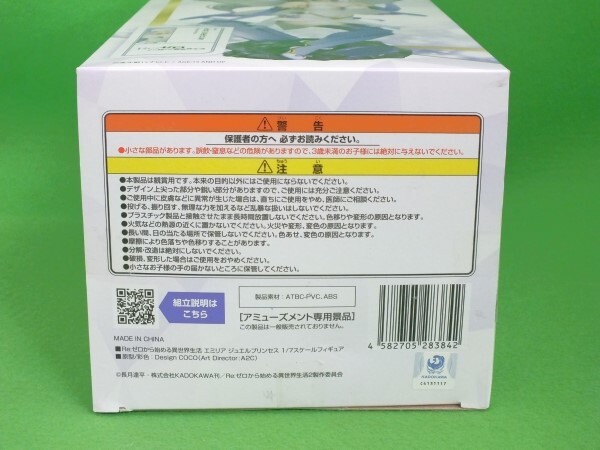 警 告
保護者の方へ 必ずお読みください。
●小さな部品があります。誤飲・窒息などの危険がありますので、3歳未満のお子様には絶対に与えないでください。
注 意
●本製品は観賞用です。本来の目的以外にはご使用にならないでください。
●デザイン上尖った部分や鋭い部分がありますので、ご使用には充分ご注意ください。
●ご使用中に皮膚などに異常が生じた場合は、直ちにご使用をやめ、医師にご相談ください。
●投げる、振り回す、無理な力を加えるなど乱暴な扱いはしないでください。
●プラスチック製品と接触させたまま長時間放置しないでください。色移りや変形の原因となります。
●火気などの熱源の近くに置かないでください。火災や変形、変色の原因となります。
●長い間、日の当たる場所で保管しないでください。色あせ、変色の原因となります。
●摩擦により色落ちや色移りすることがあります。
●分解・改造は絶対にしないでください。
●破損、変形した場合はご使用をおやめください。
●小さなお子様の手の届かないところに保管してください。
組立説明は
こちら
製品素材：ATBC-PVC、ABS
[アミューズメント専用景品]
この製品は一般販売されておりません。
4 582705 283842
MADE IN CHINA
■Re:ゼロから始める異世界生活 エミリア ジュエルプリンセス 1/7スケールフィギュア
■原型/彩色：Design COCO(Art Director：A2C)
©長月達平・株式会社KADOKAWA刊／Re:ゼロから始める異世界生活2製作委員会
KADOKAWA